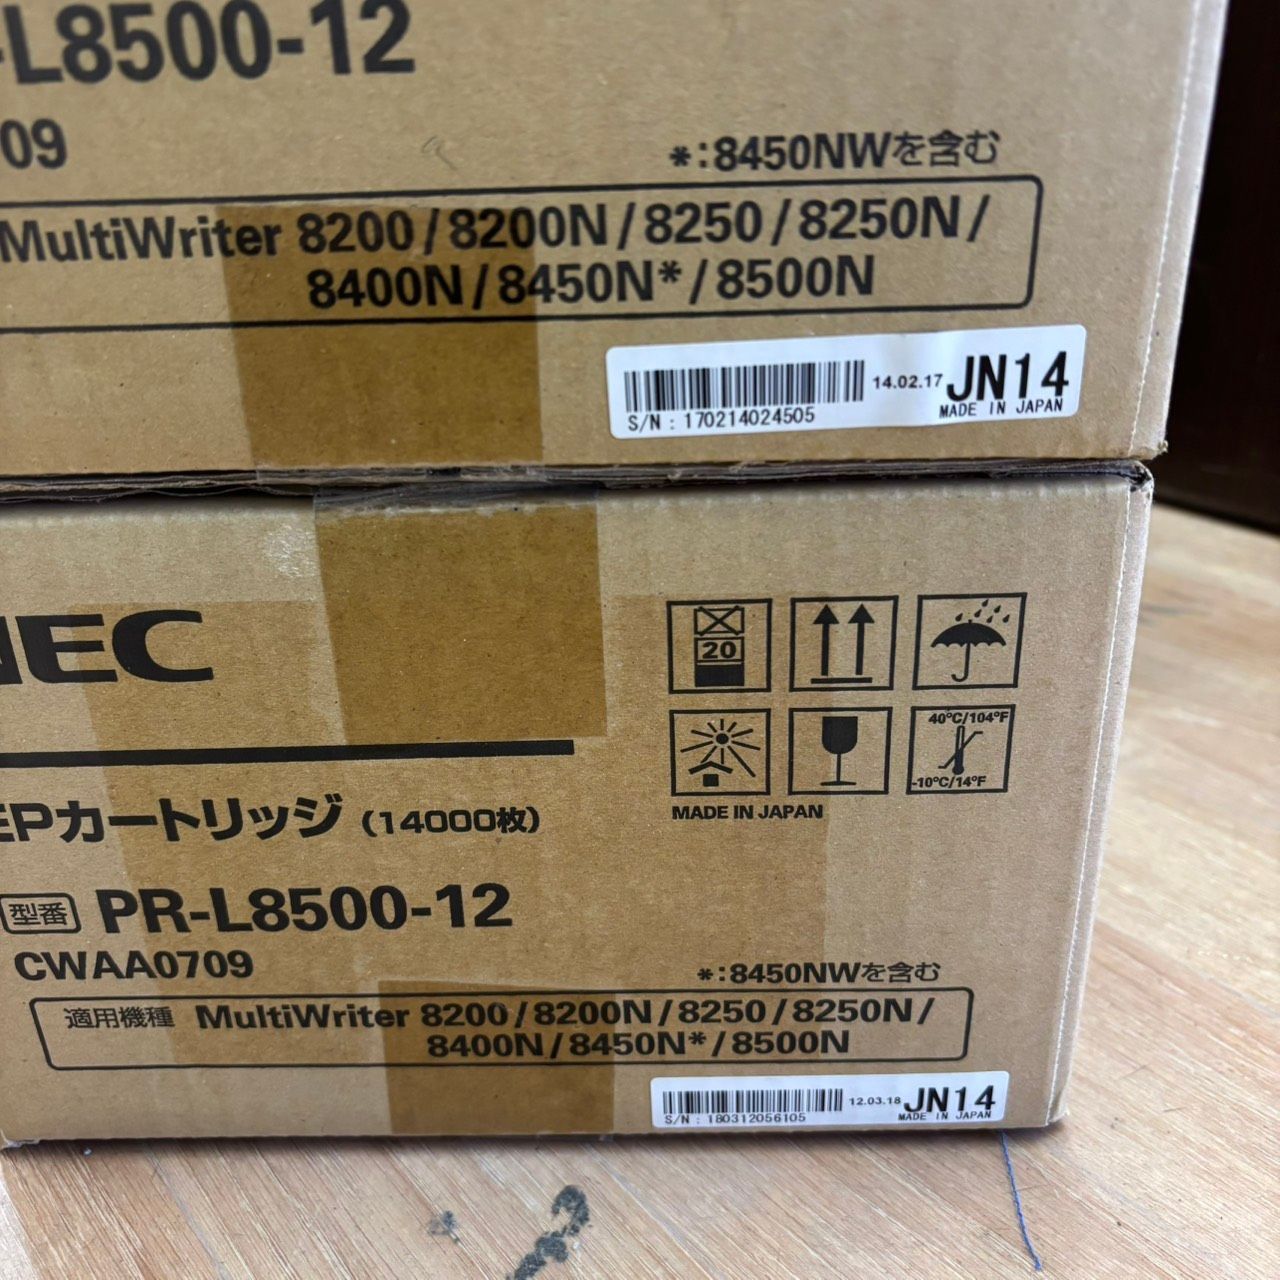 -L8500-12
09
*:8450NWを含む
MultiWriter 8200/8200N/8250/8250N/
8400N/8450N*/8500N
14.02.17 JN14
S/N : 170214024505
MADE IN JAPAN
NEC
20
40°C/104°F
-10°C/14°F
MADE IN JAPAN
EPカートリッジ (14000枚)
型番 PR-L8500-12
CWAA0709
*:8450NWを含む
適用機種 MultiWriter 8200/8200N/8250/8250N/
8400N/8450N*/8500N
12.03.18 JN14
S/N : 180312056105
MADE IN JAPAN